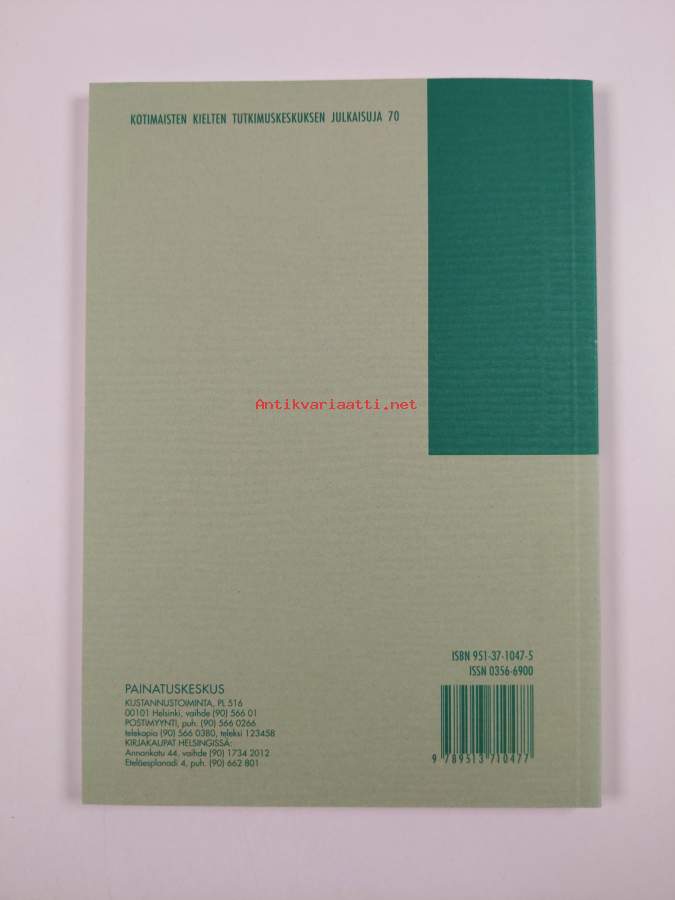 KOTIMAISTEN KIELTEN TUTKIMUSKESKUKSEN JULKAISUJA 70
Antikvariaatti.net
ISBN 951-37-1047-5
ISSN 0356-6900
PAINATUSKESKUS
KUSTANNUSTOIMINTA, PL 516
00101 Helsinki, vaihde (90) 566 01
POSTIMYYNTI, puh. (90) 566 0266
telekopio (90) 566 0380, teleksi 123458
KIRJAKAUPAT HELSINGISSÄ:
Annankatu 44, vaihde (90) 1734 2012
Eteläesplanadi 4, puh. (90) 662 801
9 789513 710477